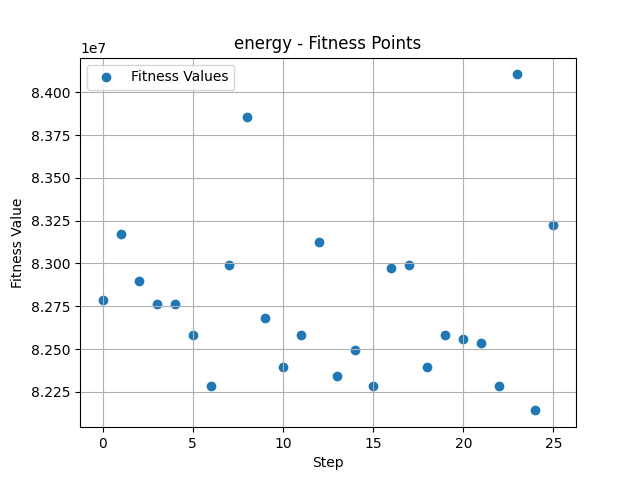 energy - Fitness Points
1e7
Fitness Values
8.400
8.375
8.350
8.325
8.300
8.275
8.250
8.225
Fitness Value
0 5 10 15 20 25
Step